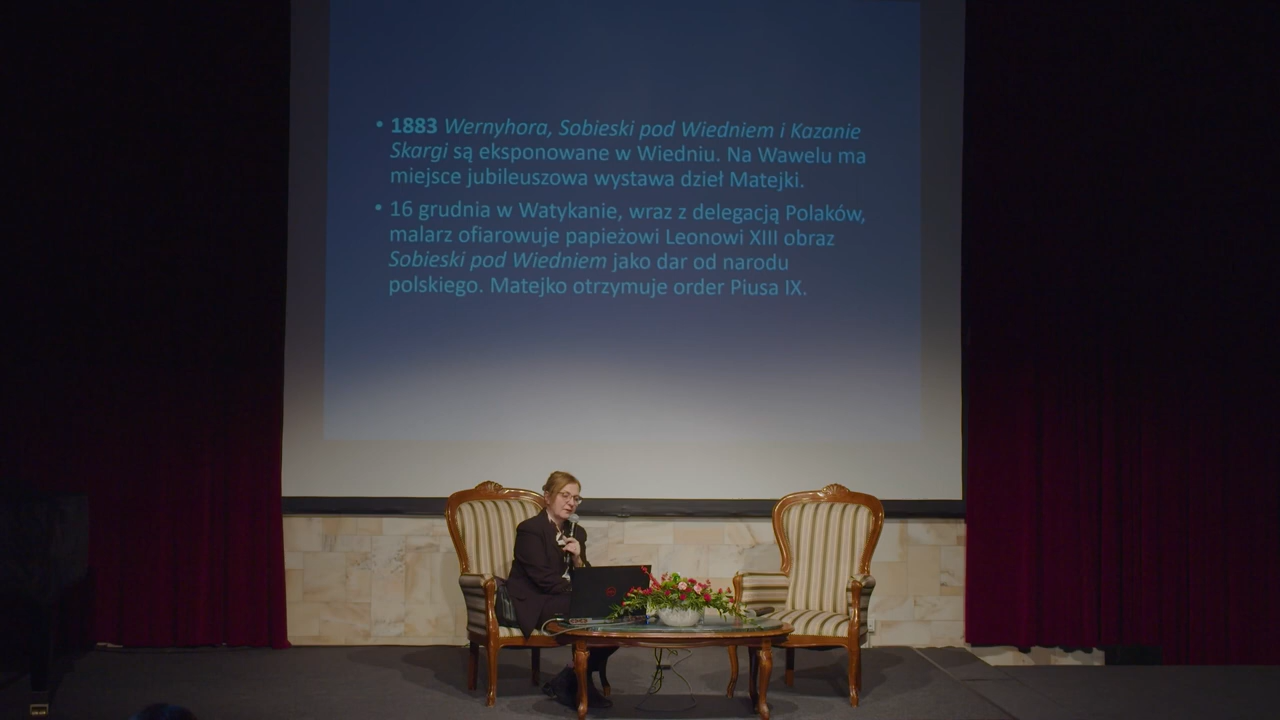 • 1883 Wernyhora, Sobieski pod Wiedniem i Kazanie
Skargi są eksponowane w Wiedniu. Na Wawelu ma
miejsce jubileuszowa wystawa dzieł Matejki.
• 16 grudnia w Watykanie, wraz z delegacją Polaków,
malarz ofiarowuje papieżowi Leonowi XIII obraz
Sobieski pod Wiedniem jako dar od narodu
polskiego. Matejko otrzymuje order Piusa IX.